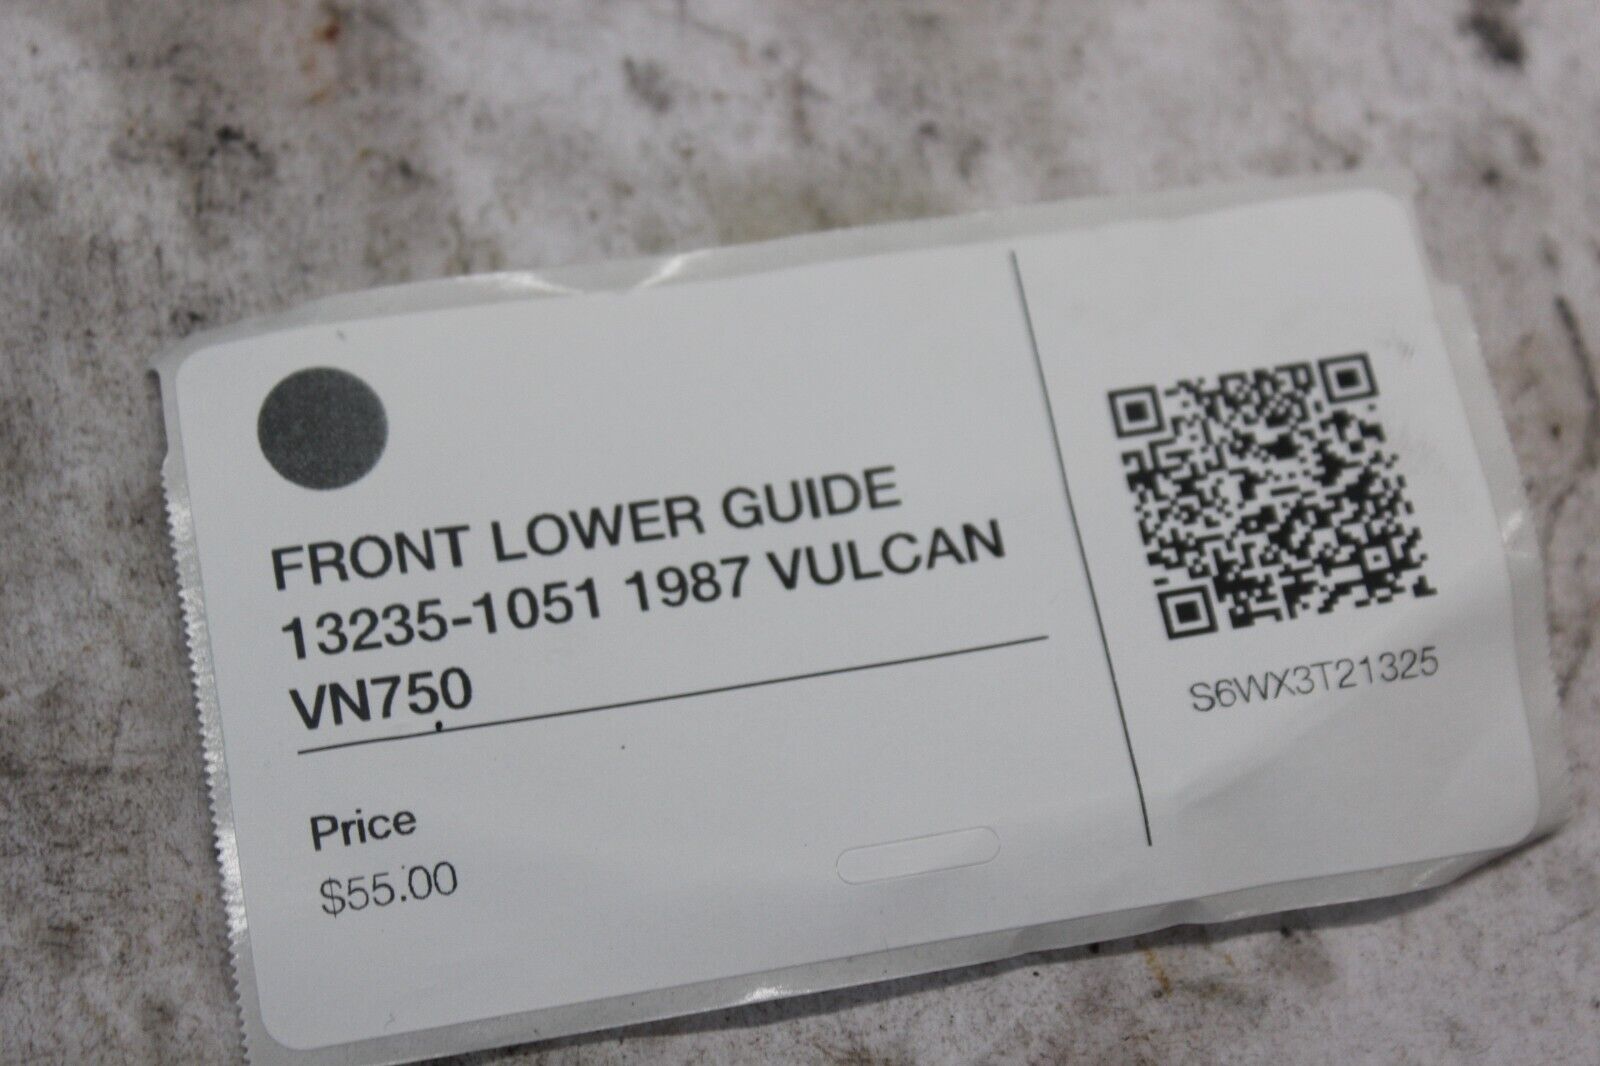 FRONT LOWER GUIDE
13235-1051 1987 VULCAN
VN750
Price
$55.00
S6WX3T21325